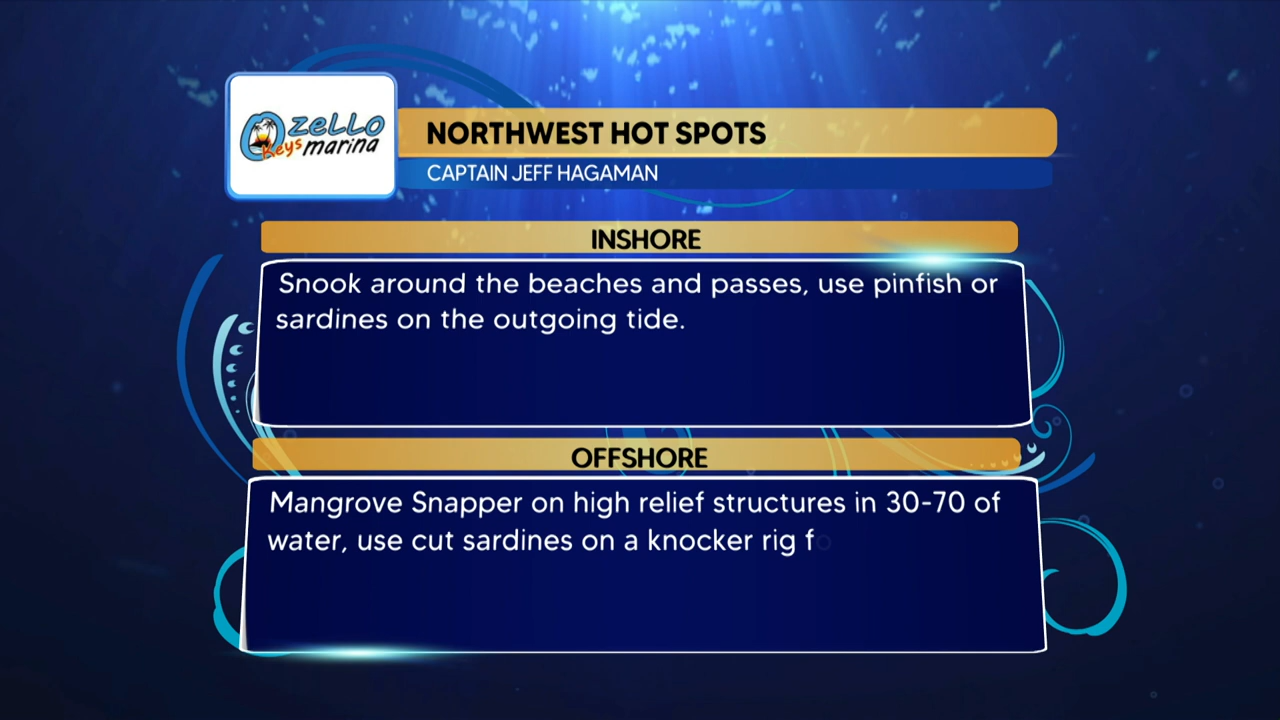 Ozello
Keys marina
NORTHWEST HOT SPOTS
CAPTAIN JEFF HAGAMAN
INSHORE
Snook around the beaches and passes, use pinfish or
sardines on the outgoing tide.
OFFSHORE
Mangrove Snapper on high relief structures in 30-70 of
water, use cut sardines on a knocker rig fo